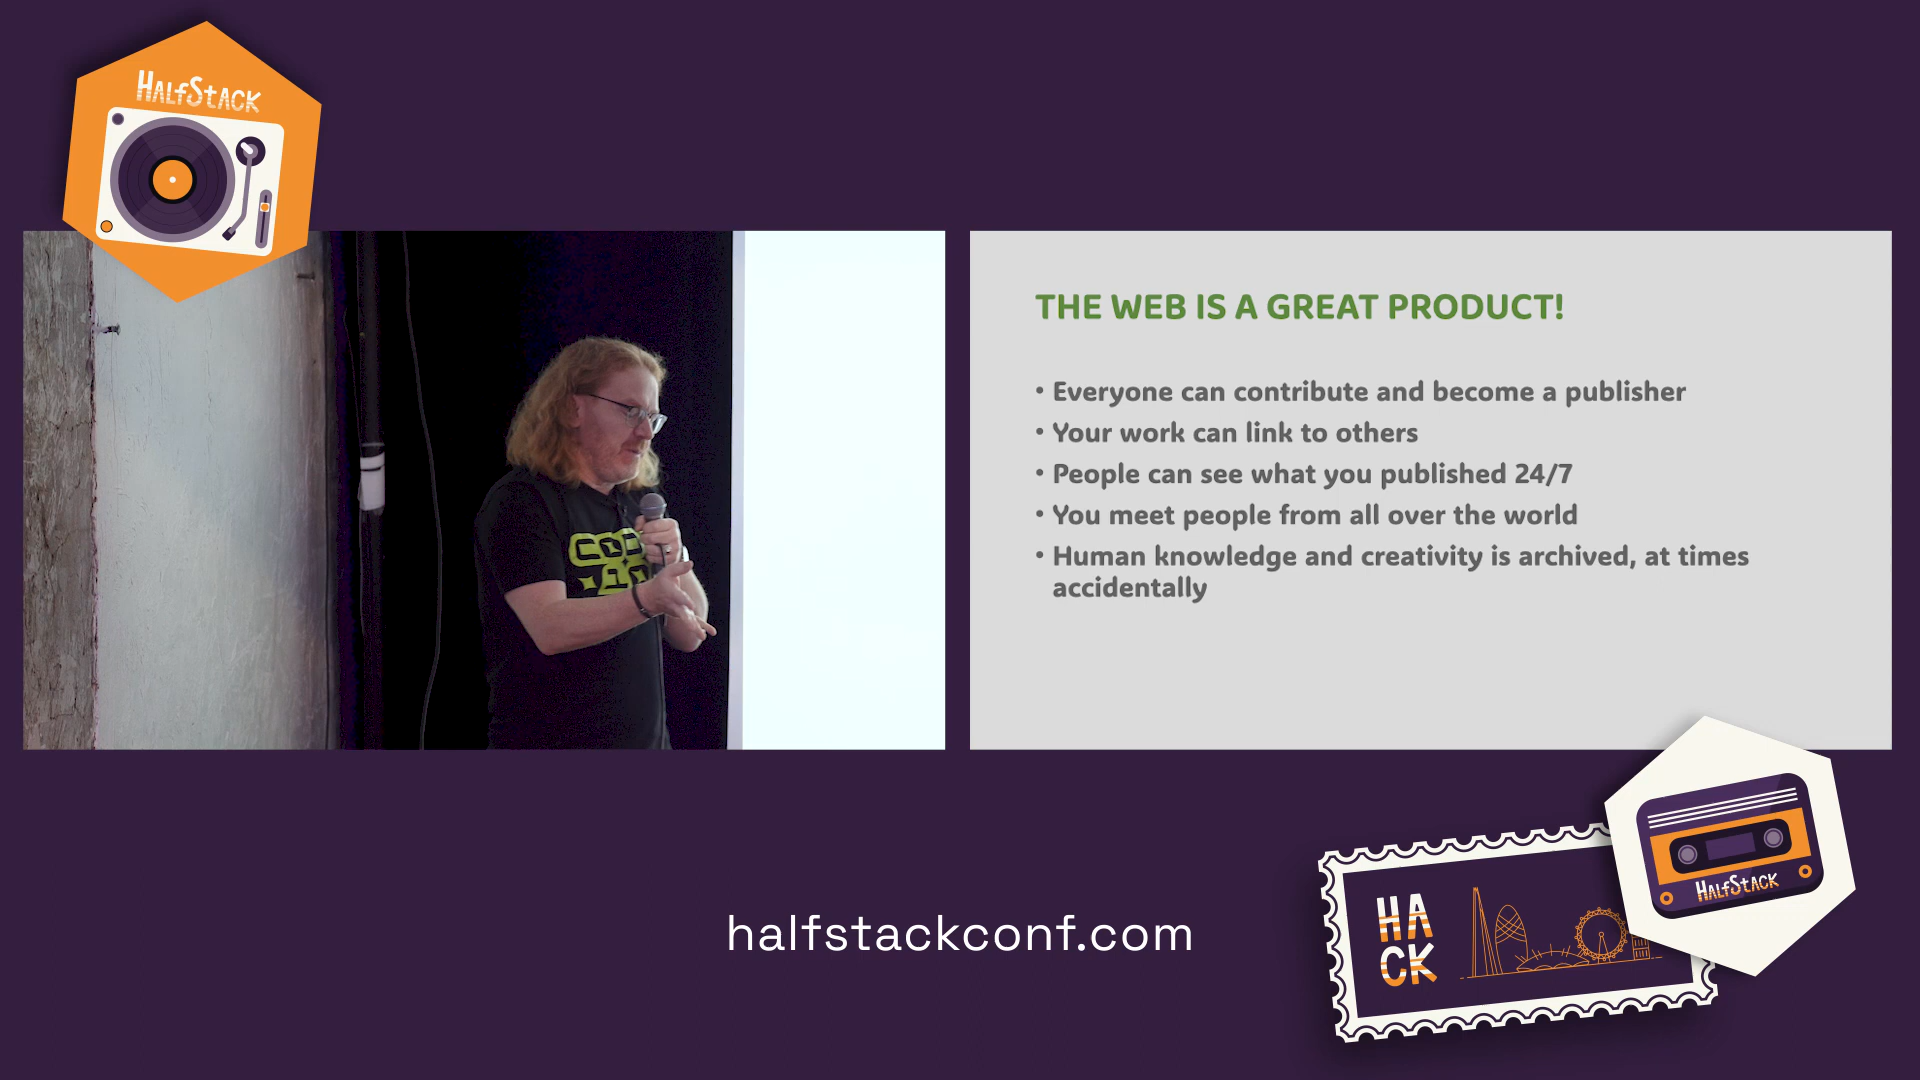 HALFSTACK
THE WEB IS A GREAT PRODUCT!
• Everyone can contribute and become a publisher
• Your work can link to others
• People can see what you published 24/7
• You meet people from all over the world
• Human knowledge and creativity is archived, at times
accidentally
halfstackconf.com
HA
CK
HALFSTACK